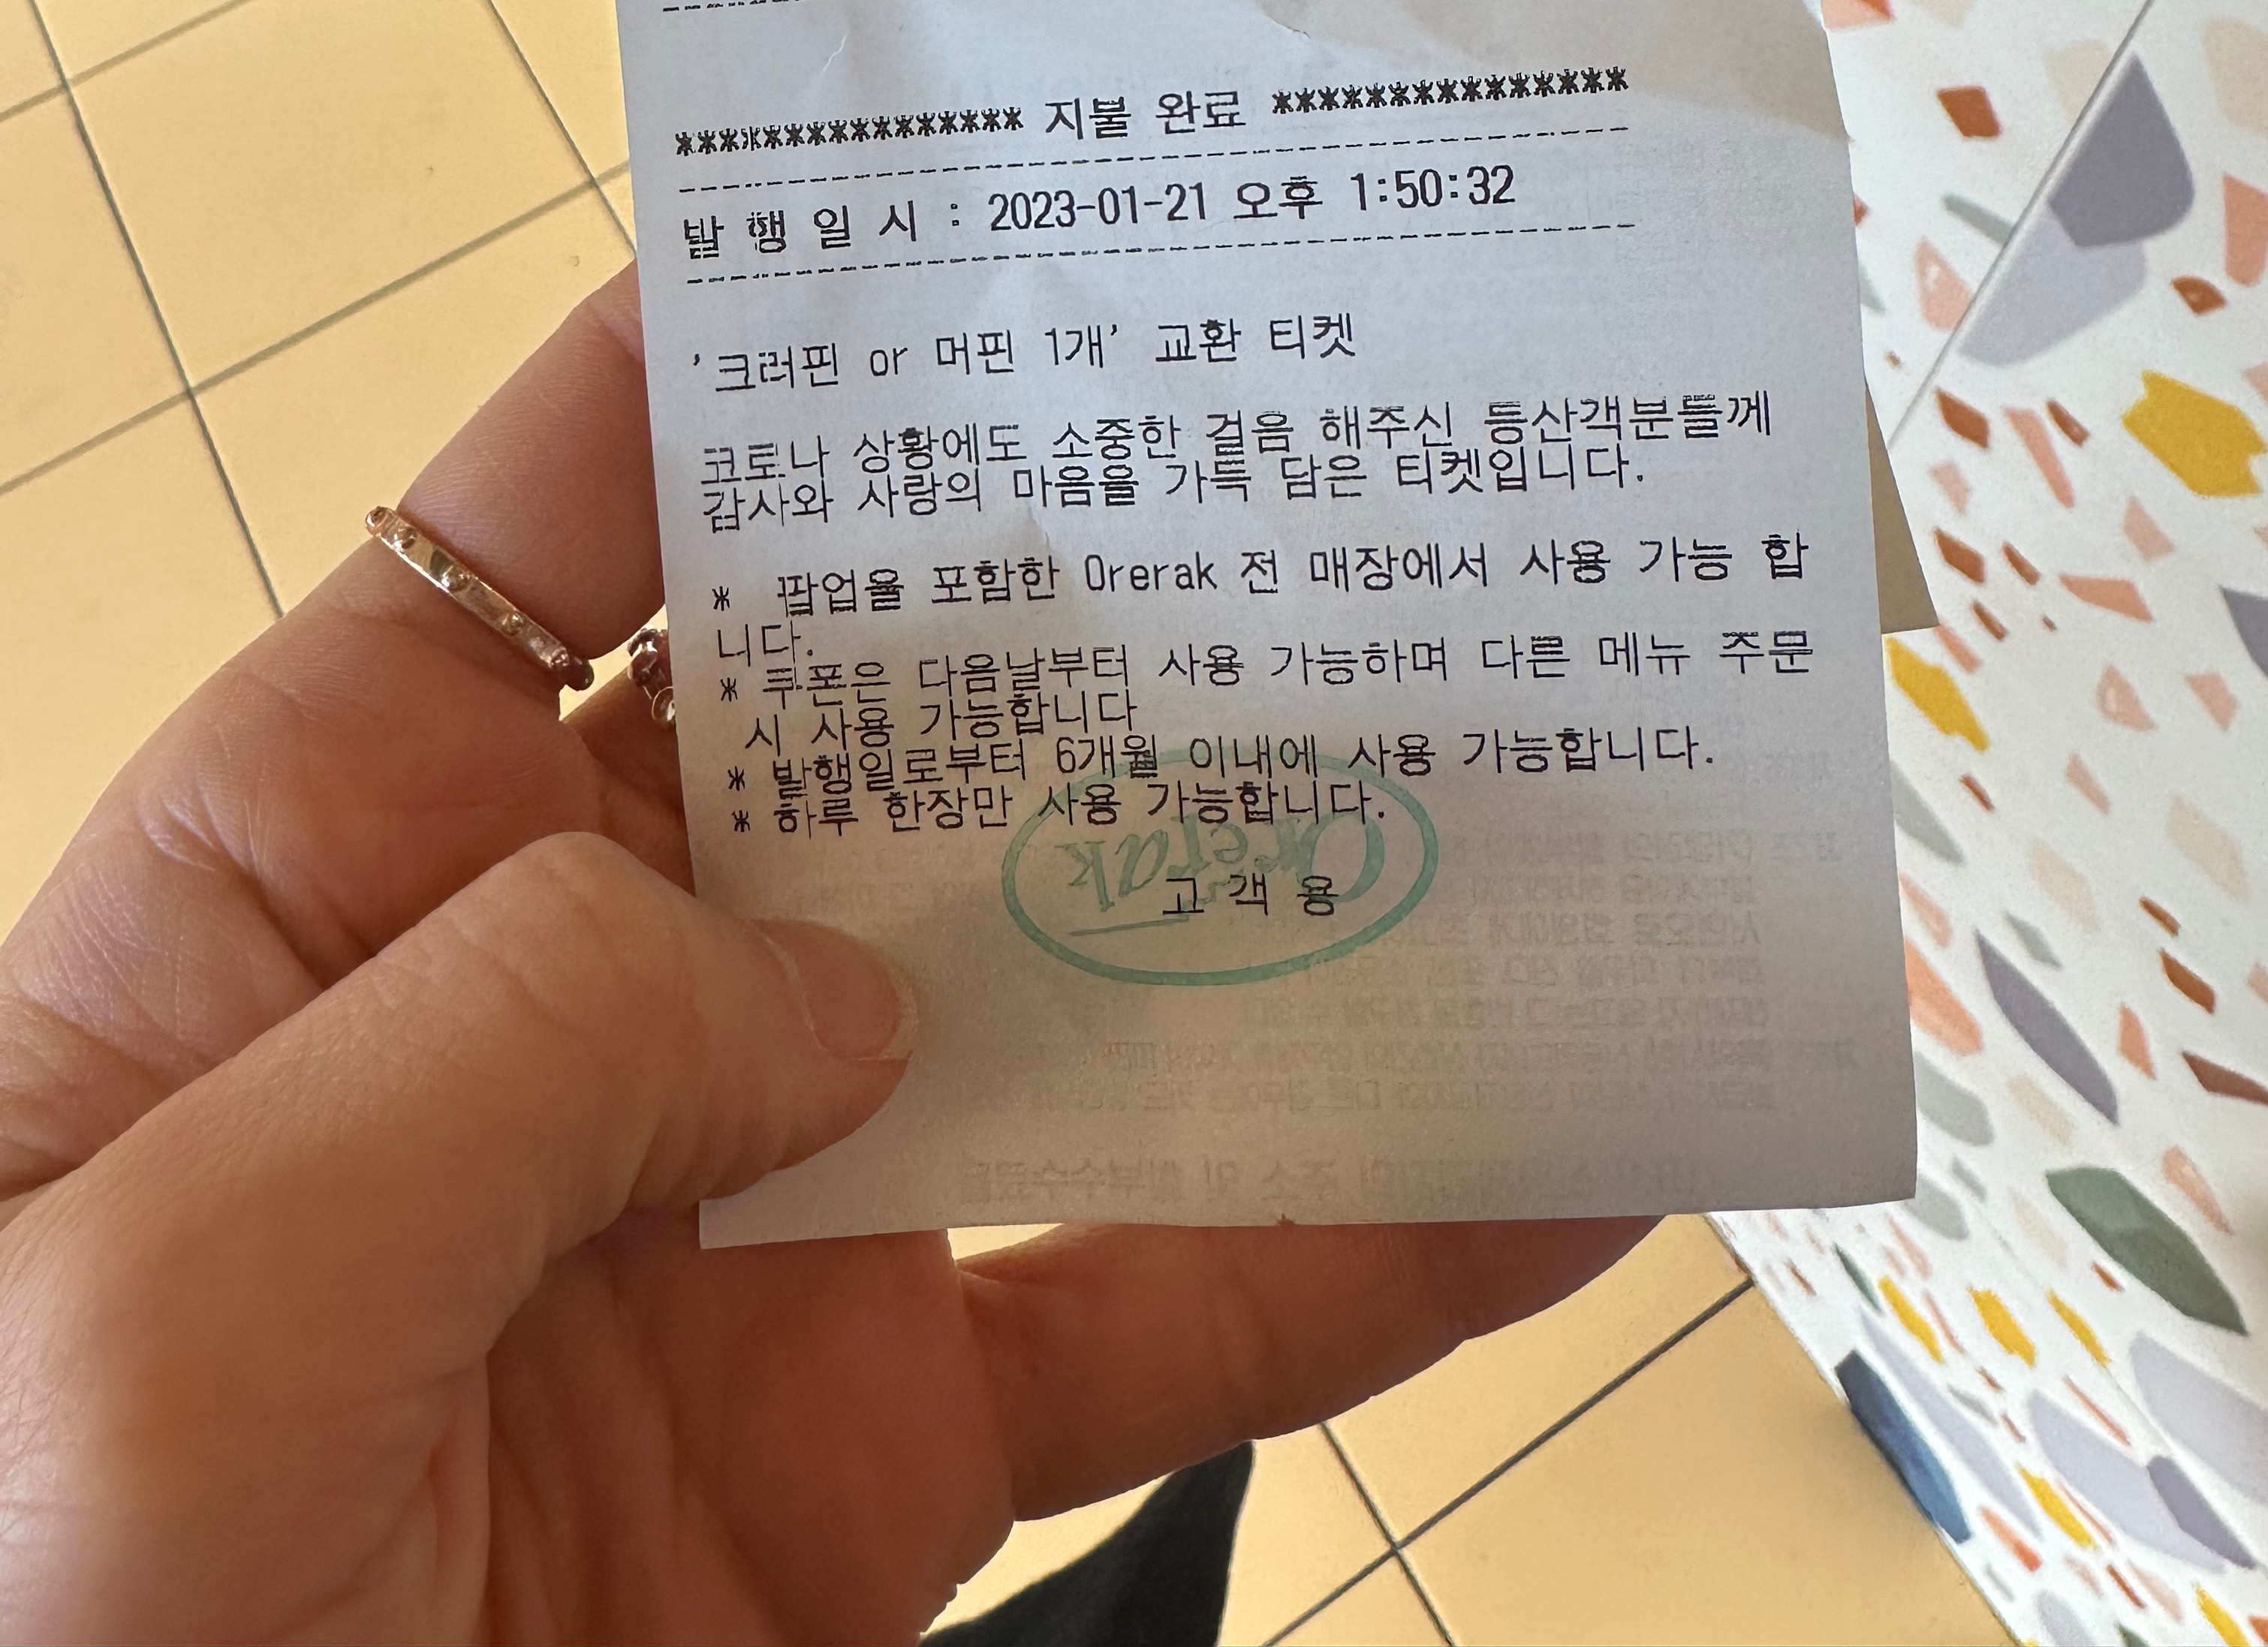 *************** 지불 완료 ***************
발 행 일 시 : 2023-01-21 오후 1:50:32
'크러핀 or 머핀 1개' 교환 티켓
코로나 상황에도 소중한 걸음 해주신 등산객분들께
감사와 사랑의 마음을 가득 담은 티켓입니다.
* 팝업을 포함한 Orerak 전 매장에서 사용 가능 합
니다.
* 쿠폰은 다음날부터 사용 가능하며 다른 메뉴 주문
시 사용 가능합니다
* 발행일로부터 6개월 이내에 사용 가능합니다.
* 하루 한장만 사용 가능합니다.
Orerak
고 객 용